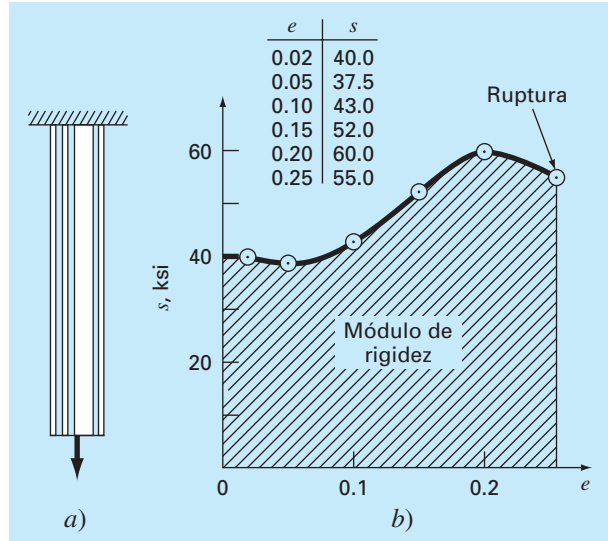 e s
0.02 40.0
0.05 37.5
0.10 43.0
0.15 52.0
0.20 60.0
0.25 55.0
Ruptura
60
40
20
s, ksi
Módulo de
rigidez
0 0.1 0.2 e
a) b)